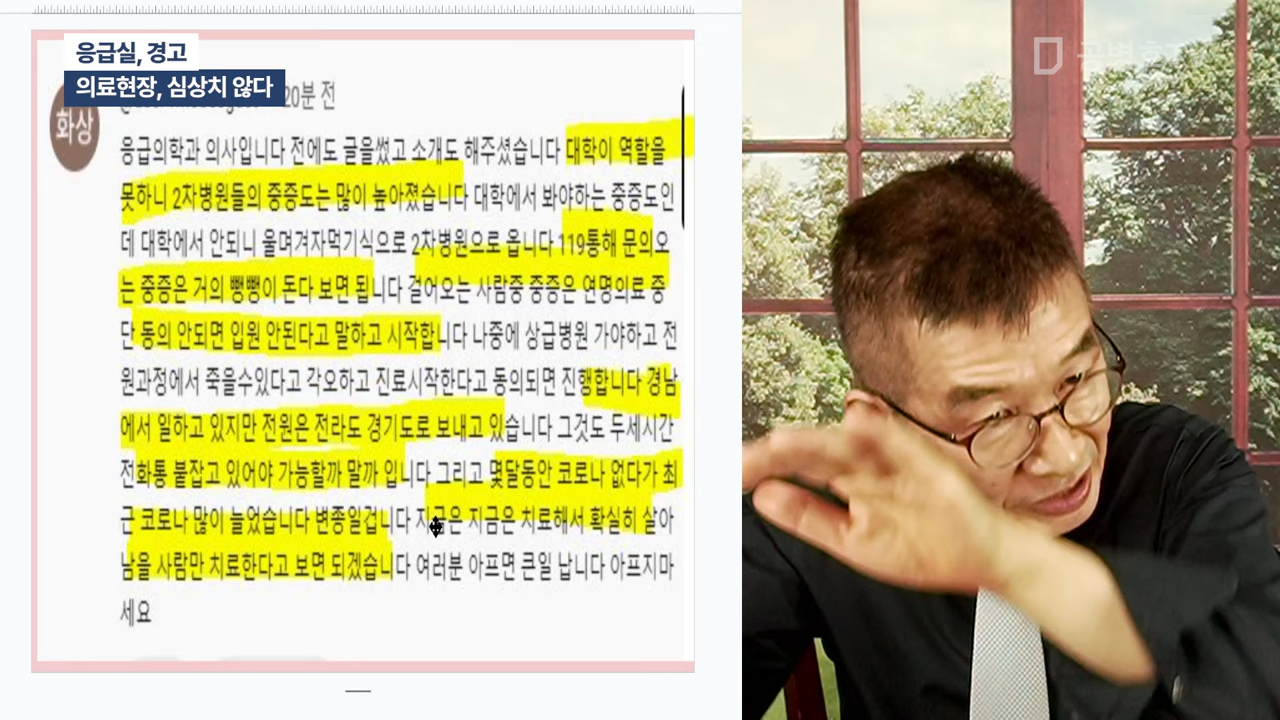 응급실, 경고
의료현장, 심상치 않다
20분 전
화상
응급의학과 의사입니다 전에도 글을썼고 소개도 해주셨습니다 대학이 역할을
못하니 2차병원들의 중증도는 많이 높아졌습니다 대학에서 봐야하는 중증도인
데 대학에서 안되니 울며겨자먹기식으로 2차병원으로 옵니다 119통해 문의오
는 중증은 거의 뺑뺑이 돈다 보면 됩니다 걸어오는 사람중 중증은 연명의료 중
단 동의 안되면 입원 안된다고 말하고 시작합니다 나중에 상급병원 가야하고 전
원과정에서 죽을수있다고 각오하고 진료시작한다고 동의되면 진행합니다 경남
에서 일하고 있지만 전원은 전라도 경기도로 보내고 있습니다 그것도 두세시간
전화통 붙잡고 있어야 가능할까 말까 입니다 그리고 몇달동안 코로나 없다가 최
근 코로나 많이 늘었습니다 변종일겁니다 지금은 지금은 치료해서 확실히 살아
남을 사람만 치료한다고 보면 되겠습니다 여러분 아프면 큰일 납니다 아프지마
세요